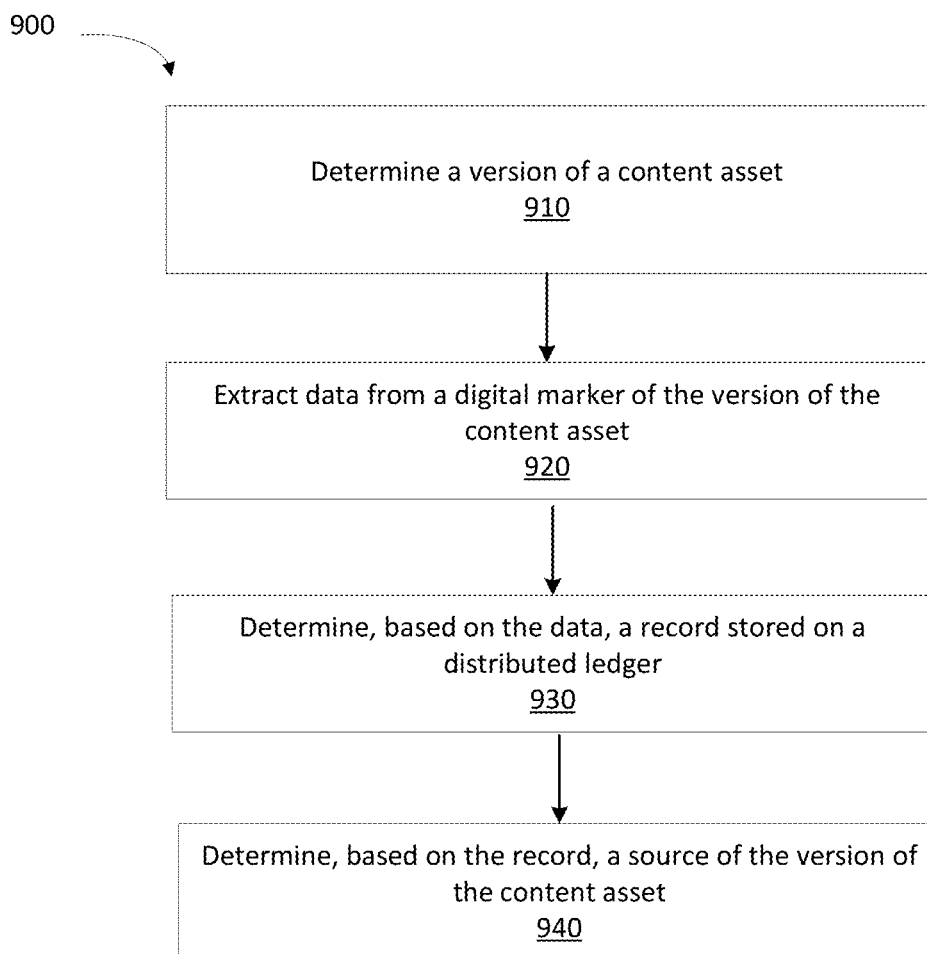 900
Determine a version of a content asset
910
Extract data from a digital marker of the version of the
content asset
920
Determine, based on the data, a record stored on a
distributed ledger
930
Determine, based on the record, a source of the version of
the content asset
940